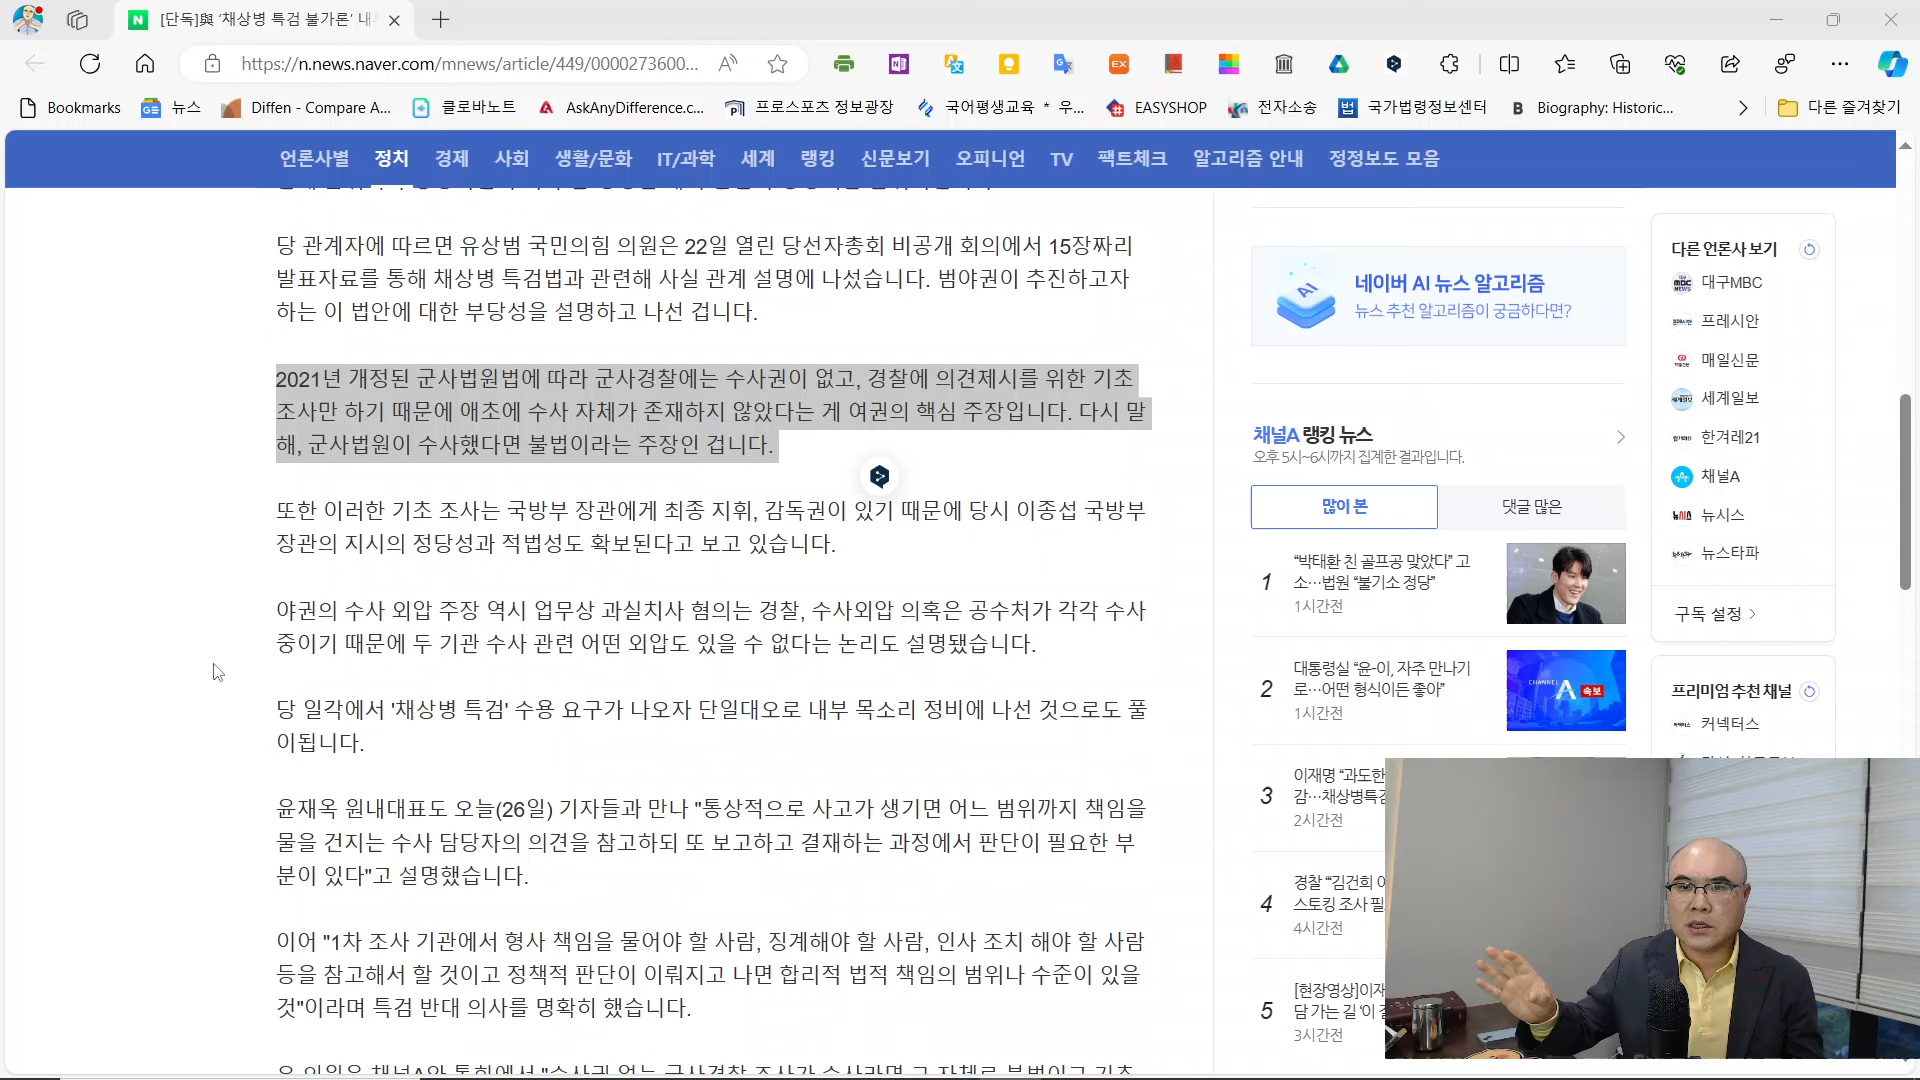 [단독]與 '채상병 특검 불가론' 내
https://n.news.naver.com/mnews/article/449/0000273600...
Bookmarks
뉴스
Diffen - Compare A...
클로바노트
AskAnyDifference.c...
프로스포츠 정보광장
국어평생교육 * 우...
EASYSHOP
전자소송
국가법령정보센터
Biography: Historic...
다른 즐겨찾기
언론사별 정치 경제 사회 생활/문화 IT/과학 세계 랭킹 신문보기 오피니언 TV 팩트체크 알고리즘 안내 정정보도 모음
당 관계자에 따르면 유상범 국민의힘 의원은 22일 열린 당선자총회 비공개 회의에서 15장짜리
발표자료를 통해 채상병 특검법과 관련해 사실 관계 설명에 나섰습니다. 범야권이 추진하고자
하는 이 법안에 대한 부당성을 설명하고 나선 겁니다.
2021년 개정된 군사법원법에 따라 군사경찰에는 수사권이 없고, 경찰에 의견제시를 위한 기초
조사만 하기 때문에 애초에 수사 자체가 존재하지 않았다는 게 여권의 핵심 주장입니다. 다시 말
해, 군사법원이 수사했다면 불법이라는 주장인 겁니다.
또한 이러한 기초 조사는 국방부 장관에게 최종 지휘, 감독권이 있기 때문에 당시 이종섭 국방부
장관의 지시의 정당성과 적법성도 확보된다고 보고 있습니다.
야권의 수사 외압 주장 역시 업무상 과실치사 혐의는 경찰, 수사외압 의혹은 공수처가 각각 수사
중이기 때문에 두 기관 수사 관련 어떤 외압도 있을 수 없다는 논리도 설명됐습니다.
당 일각에서 '채상병 특검' 수용 요구가 나오자 단일대오로 내부 목소리 정비에 나선 것으로도 풀
이됩니다.
윤재옥 원내대표도 오늘(26일) 기자들과 만나 "통상적으로 사고가 생기면 어느 범위까지 책임을
물을 건지는 수사 담당자의 의견을 참고하되 또 보고하고 결재하는 과정에서 판단이 필요한 부
분이 있다"고 설명했습니다.
이어 "1차 조사 기관에서 형사 책임을 물어야 할 사람, 징계해야 할 사람, 인사 조치 해야 할 사람
등을 참고해서 할 것이고 정책적 판단이 이뤄지고 나면 합리적 법적 책임의 범위나 수준이 있을
것"이라며 특검 반대 의사를 명확히 했습니다.
네이버 AI 뉴스 알고리즘
뉴스 추천 알고리즘이 궁금하다면?
채널A 랭킹 뉴스
오후 5시~6시까지 집계한 결과입니다.
많이 본
댓글 많은
1
"박태환 친 골프공 맞았다" 고
소…법원 "불기소 정당"
1시간전
2
대통령실 "윤-이, 자주 만나기
로…어떤 형식이든 좋아"
1시간전
CHANNEL A 속보
3
이재명 "과도한
감…채상병특검
2시간전
4
경찰 "김건희
스토킹 조사 필
4시간전
5
[현장영상]이재
담 가는 길 '이
3시간전
다른 언론사 보기
대구MBC
프레시안
매일신문
세계일보
한겨레21
채널A
뉴시스
뉴스타파
구독 설정
프리미엄 추천 채널
커넥터스